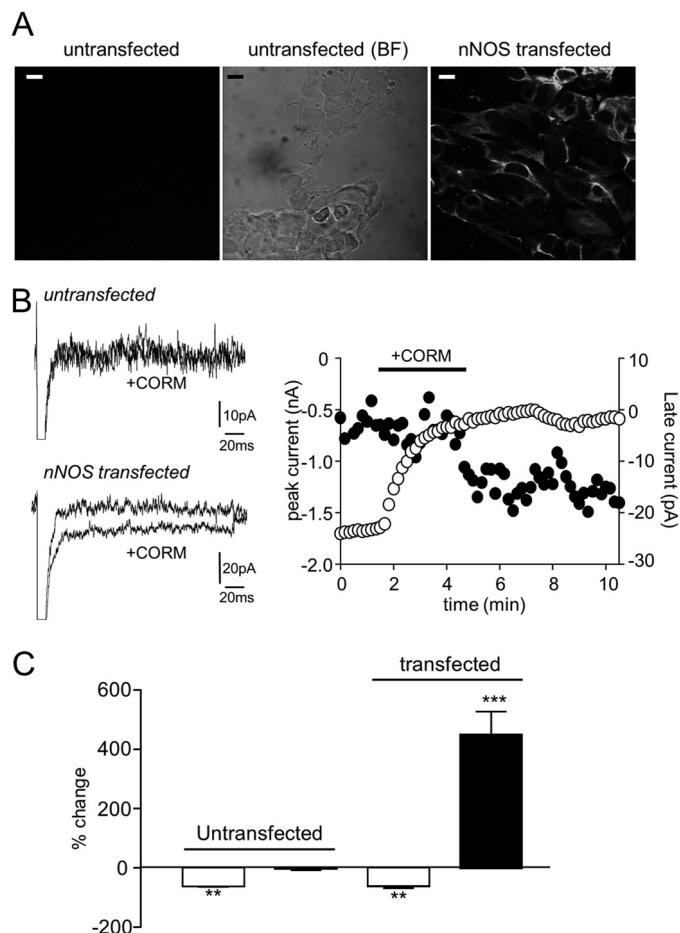 A
untransfected
untransfected (BF)
nNOS transfected
B
untransfected
+CORM
10pA
20ms
nNOS transfected
+CORM
20pA
20ms
+CORM
peak current (nA)
0
-0.5
-1.0
-1.5
-2.0
10
0
-10
-20
-30
Late current (pA)
0 2 4 6 8 10
time (min)
C
transfected
% change
600
400
200
0
-200
Untransfected
**
**
***